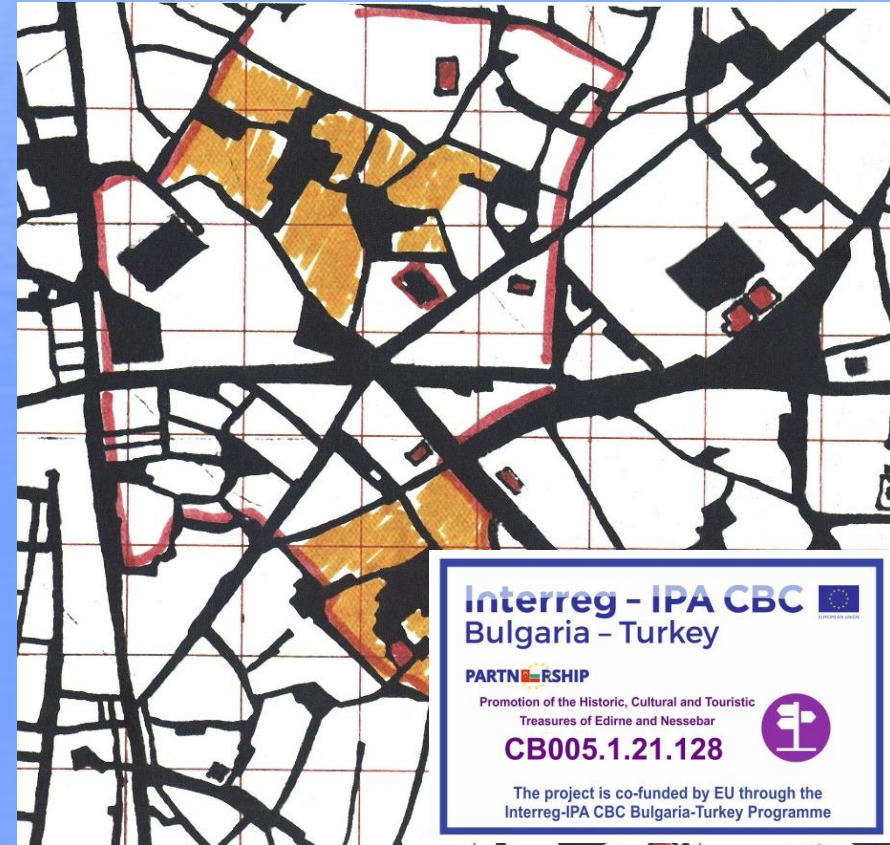 Interreg - IPA CBC
EUROPEAN UNION
Bulgaria – Turkey
PARTNERSHIP
Promotion of the Historic, Cultural and Touristic
Treasures of Edirne and Nessebar
CB005.1.21.128
The project is co-funded by EU through the
Interreg-IPA CBC Bulgaria-Turkey Programme